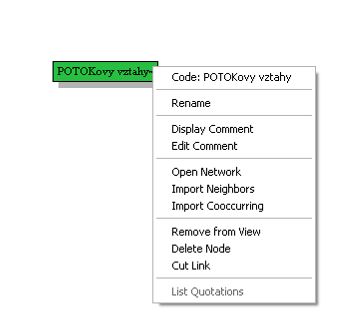 POTOKovy vztahy~
Code: POTOKovy vztahy
Rename
Display Comment
Edit Comment
Open Network
Import Neighbors
Import Cooccurring
Remove from View
Delete Node
Cut Link
List Quotations